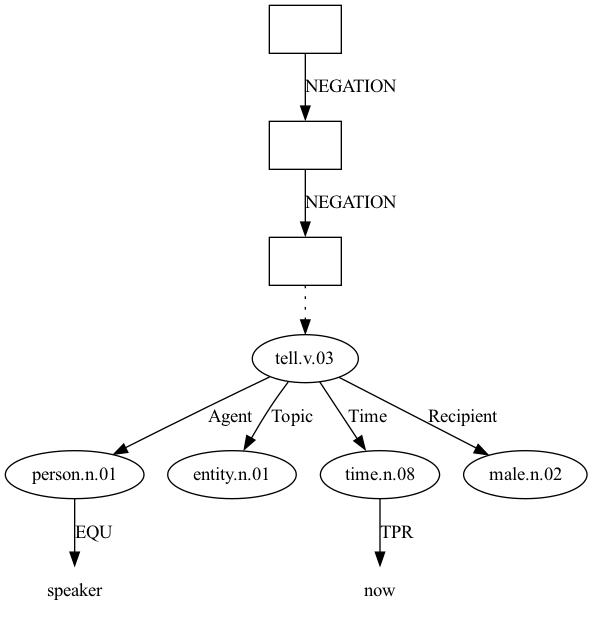 NEGATION
NEGATION
tell.v.03
Agent Topic Time Recipient
person.n.01 entity.n.01 time.n.08 male.n.02
EQU TPR
speaker now